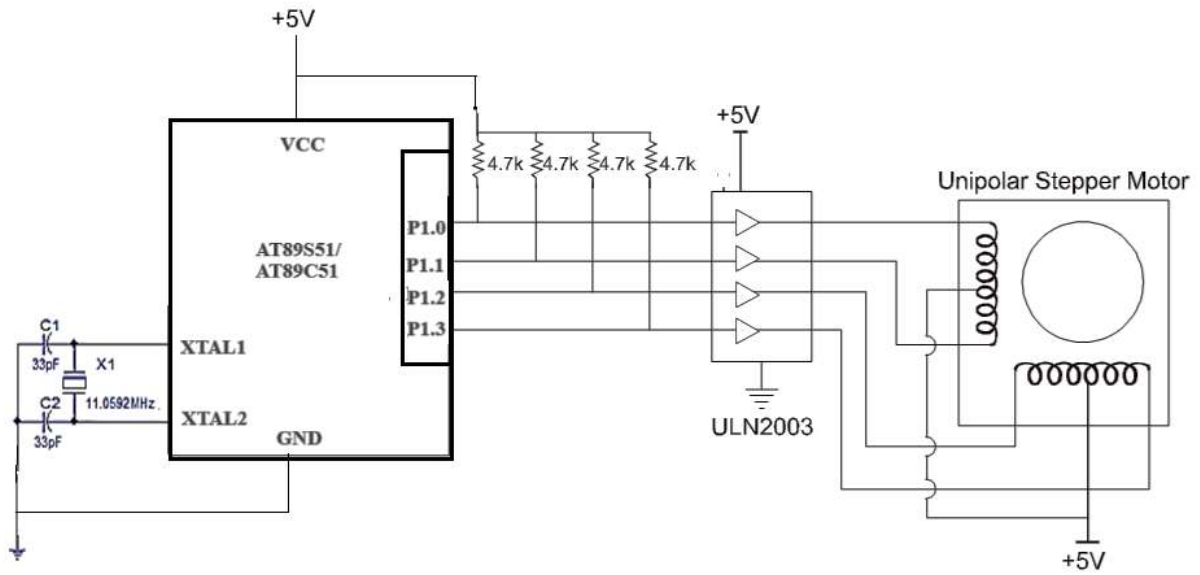 +5V
VCC
AT89S51/
AT89C51
P1.0
P1.1
P1.2
P1.3
XTAL1
XTAL2
GND
C1
33pF
X1
11.0592MHz
C2
33pF
4.7k
4.7k
4.7k
4.7k
+5V
ULN2003
Unipolar Stepper Motor
+5V